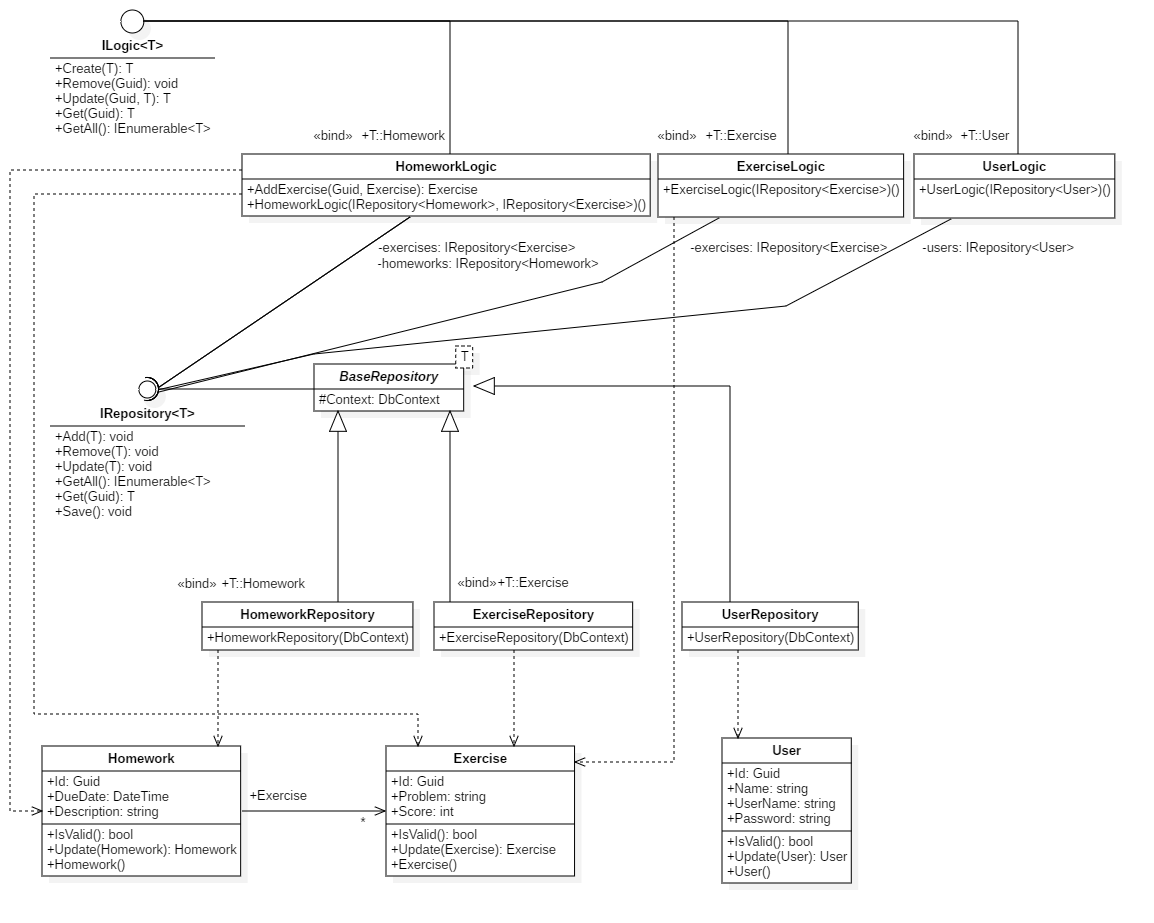 ILogic<T>
+Create(T): T
+Remove(Guid): void
+Update(Guid, T): T
+Get(Guid): T
+GetAll(): IEnumerable<T>
«bind» +T::Homework
«bind» +T::Exercise
«bind» +T::User
HomeworkLogic
+AddExercise(Guid, Exercise): Exercise
+HomeworkLogic(IRepository<Homework>, IRepository<Exercise>)()
ExerciseLogic
+ExerciseLogic(IRepository<Exercise>)()
UserLogic
+UserLogic(IRepository<User>)()
-exercises: IRepository<Exercise>
-homeworks: IRepository<Homework>
-exercises: IRepository<Exercise>
-users: IRepository<User>
T
BaseRepository
#Context: DbContext
IRepository<T>
+Add(T): void
+Remove(T): void
+Update(T): void
+GetAll(): IEnumerable<T>
+Get(Guid): T
+Save(): void
«bind» +T::Homework
«bind»+T::Exercise
HomeworkRepository
+HomeworkRepository(DbContext)
ExerciseRepository
+ExerciseRepository(DbContext)
UserRepository
+UserRepository(DbContext)
Homework
+Id: Guid
+DueDate: DateTime
+Description: string
+IsValid(): bool
+Update(Homework): Homework
+Homework()
+Exercise
*
Exercise
+Id: Guid
+Problem: string
+Score: int
+IsValid(): bool
+Update(Exercise): Exercise
+Exercise()
User
+Id: Guid
+Name: string
+UserName: string
+Password: string
+IsValid(): bool
+Update(User): User
+User()